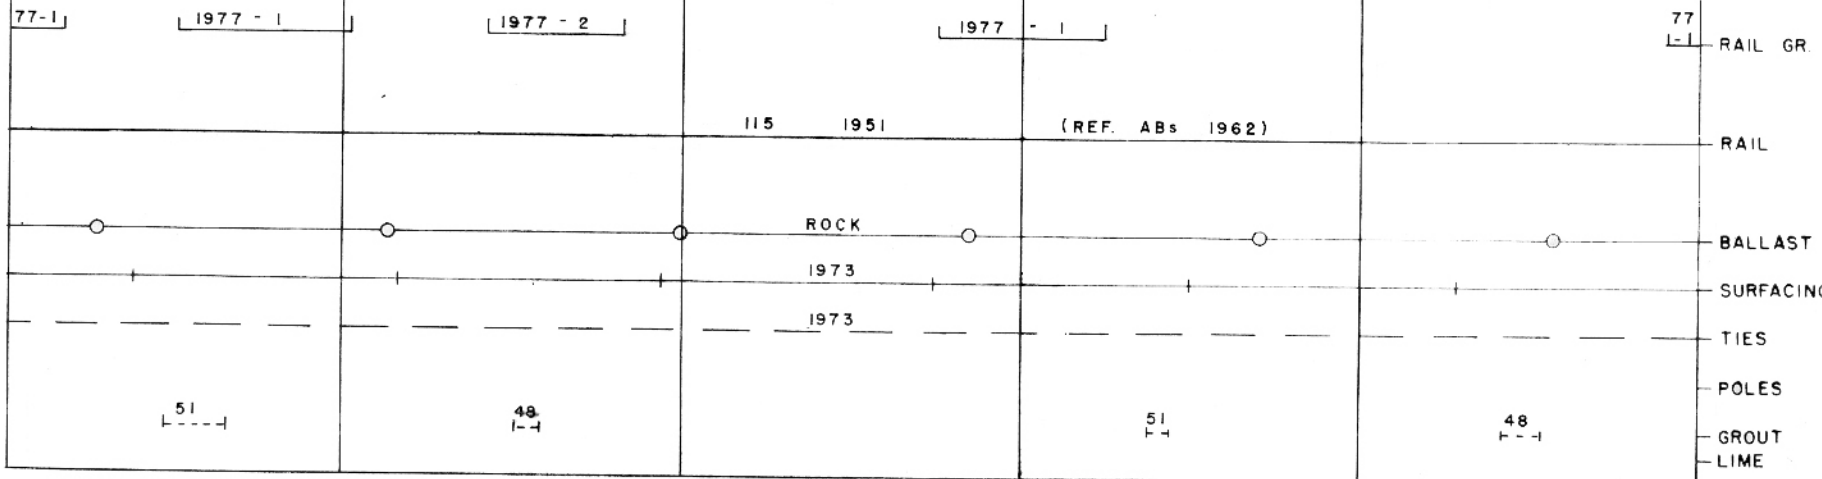 77-1 1977 - 1 1977 - 2 1977 - 1 77
-1 RAIL GR.
115 1951 (REF. ABs 1962)
RAIL
ROCK
BALLAST
1973
SURFACING
1973
TIES
POLES
51 48 51 48
GROUT
LIME